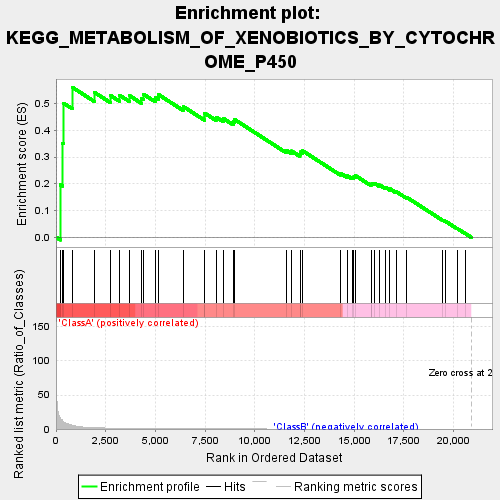 Enrichment plot:
KEGG_METABOLISM_OF_XENOBIOTICS_BY_CYTOCHR
OME_P450
Enrichment score (ES)
0.5
0.4
0.3
0.2
0.1
0.0
'ClassA' (positively correlated)
Ranked list metric (Ratio_of_Classes)
150
100
50
0
Zero cross at 2
'ClassB' (negatively correlated)
0
2,500
5,000
7,500
10,000
12,500
15,000
17,500
20,000
Rank in Ordered Dataset
Enrichment profile
Hits
Ranking metric scores